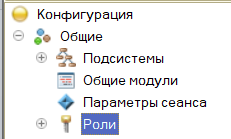 Конфигурация
Общие
Подсистемы
Общие модули
Параметры сеанса
Роли